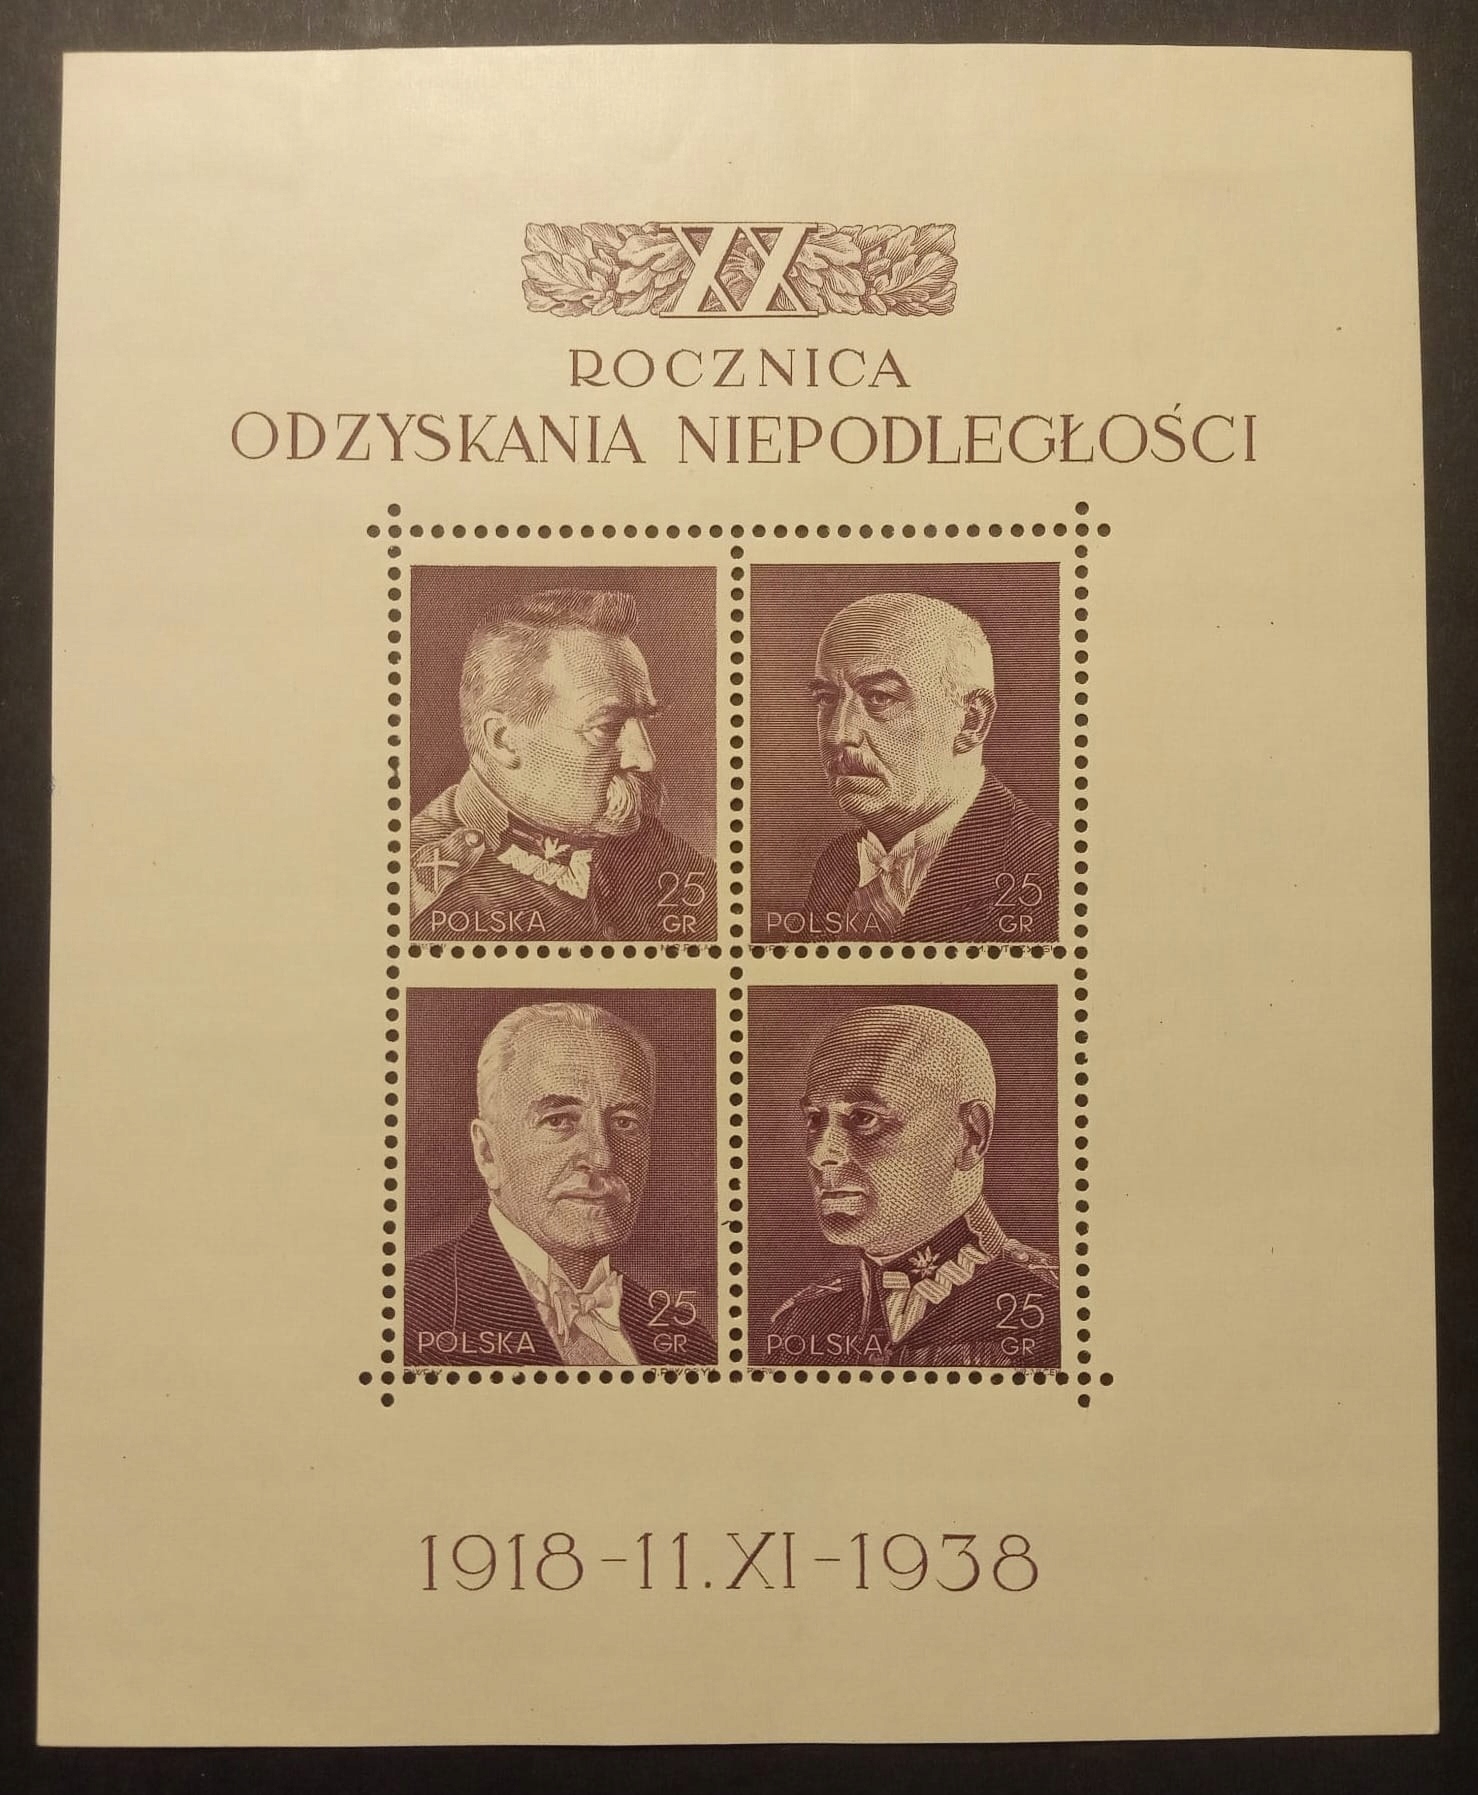 XX
ROCZNICA
ODZYSKANIA NIEPODLEGŁOŚCI
POLSKA 25 GR
POLSKA 25 GR
POLSKA 25 GR
POLSKA 25 GR
1918-11.XI-1938